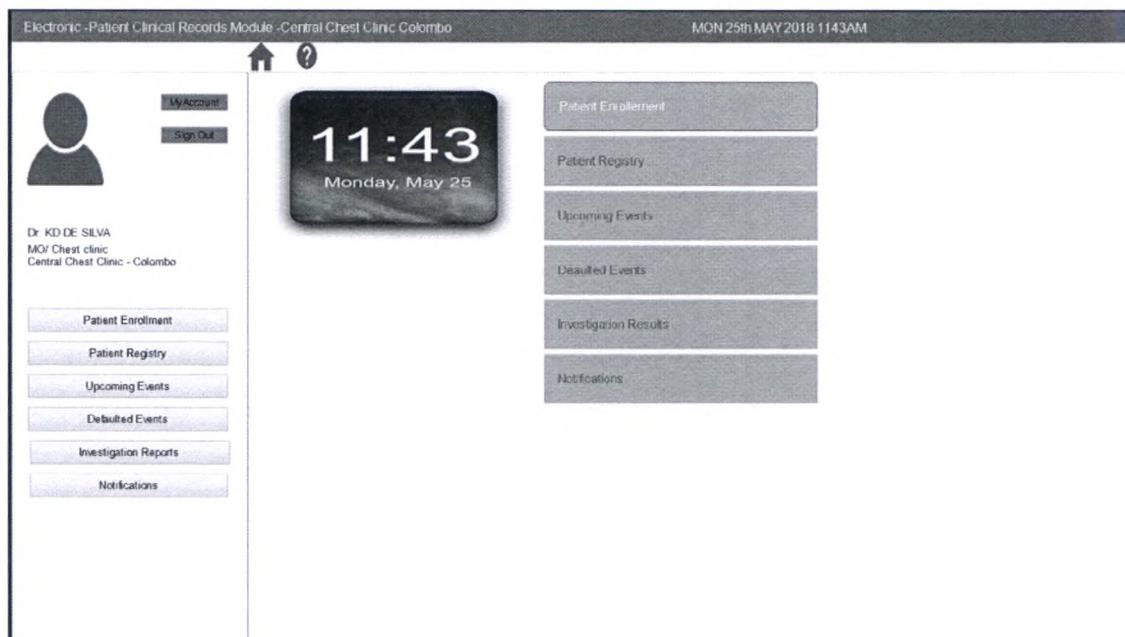 Electronic -Patient Clinical Records Module -Central Chest Clinic Colombo MON 25th MAY 2018 1143AM
?
My Account
Sign Out
Dr. KD DE SILVA
MO/ Chest clinic
Central Chest Clinic - Colombo
Patient Enrollment
Patient Registry
Upcoming Events
Defaulted Events
Investigation Reports
Notifications
11:43
Monday, May 25
Patient Enrollement
Patient Registry
Upcoming Events
Deaulted Events
Investigation Results
Notifications